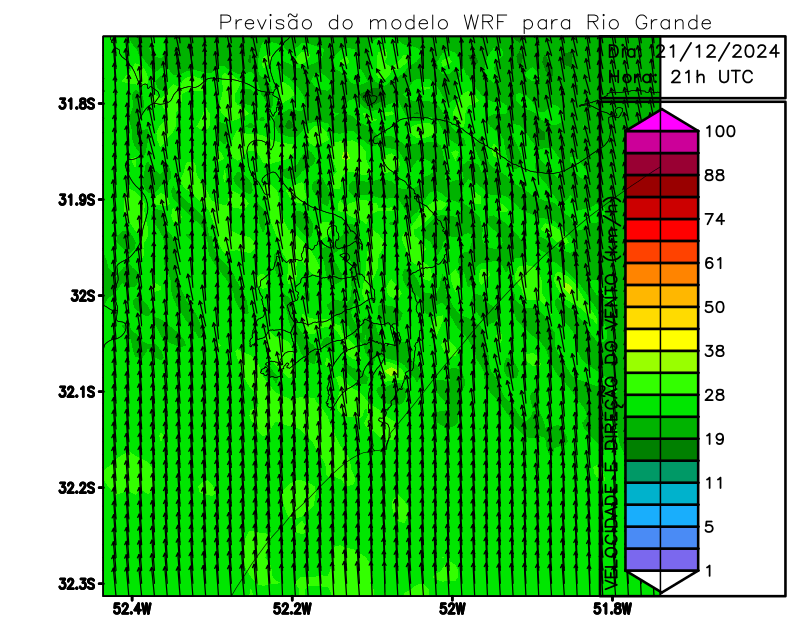 Previsão do modelo WRF para Rio Grande
Dia: 21/12/2024
Hora: 21h UTC
31.8S
31.9S
32S
32.1S
32.2S
32.3S
52.4W
52.2W
52W
51.8W
VELOCIDADE E DIREÇÃO DO VENTO (km/h)
100
88
74
61
50
38
28
19
11
5
1